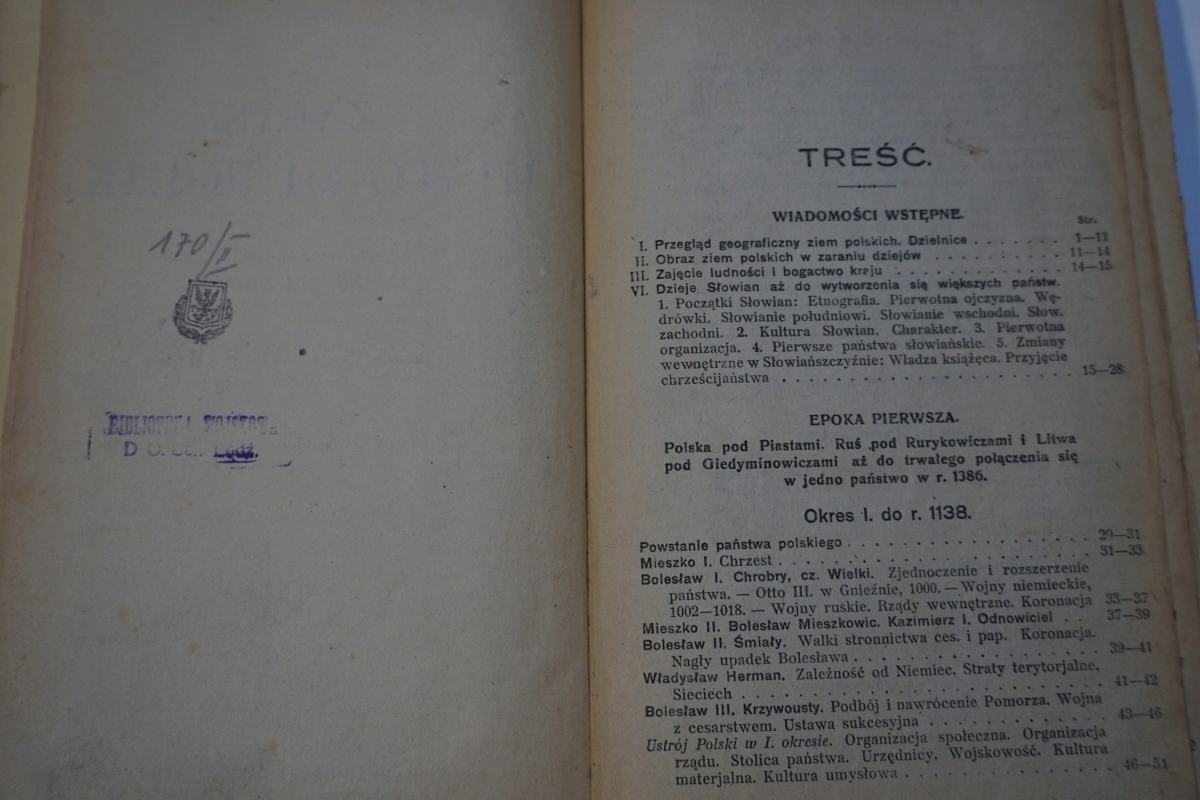 170/II
BIBLIOTEKA WOJSKOWA
D. O. Łódź.
TREŚĆ.
WIADOMOŚCI WSTĘPNE.
Str.
I. Przegląd geograficzny ziem polskich. Dzielnice . . . . . . . 1—11
II. Obraz ziem polskich w zaraniu dziejów . . . . . . . . . . 11—14
III. Zajęcie ludności i bogactwo kraju . . . . . . . . . . . . . 14—15
VI. Dzieje Słowian aż do wytworzenia się większych państw.
1. Początki Słowian: Etnografia. Pierwotna ojczyzna. Wę-
drówki. Słowianie południowi. Słowianie wschodni. Słow.
zachodni. 2. Kultura Słowian. Charakter. 3. Pierwotna
organizacja. 4. Pierwsze państwa słowiańskie. 5. Zmiany
wewnętrzne w Słowiańszczyźnie: Władza książęca. Przyjęcie
chrześcijaństwa . . . . . . . . . . . . . . . . . . . . . . 15—28
EPOKA PIERWSZA.
Polska pod Piastami. Ruś pod Rurykowiczami i Litwa
pod Giedyminowiczami aż do trwałego połączenia się
w jedno państwo w r. 1386.
Okres I. do r. 1138.
Powstanie państwa polskiego . . . . . . . . . . . . . . . . . 29—31
Mieszko I. Chrzest . . . . . . . . . . . . . . . . . . . . . . 31—33
Bolesław I. Chrobry, cz. Wielki. Zjednoczenie i rozszerzenie
państwa. — Otto III. w Gnieźnie, 1000. — Wojny niemieckie,
1002—1018. — Wojny ruskie. Rządy wewnętrzne. Koronacja 33—37
Mieszko II. Bolesław Mieszkowic. Kazimierz I. Odnowiciel . . 37—39
Bolesław II. Śmiały. Walki stronnictwa ces. i pap. Koronacja.
Nagły upadek Bolesława . . . . . . . . . . . . . . . . . . 39—41
Władysław Herman. Zależność od Niemiec. Straty terytorjalne.
Sieciech . . . . . . . . . . . . . . . . . . . . . . . . . . 41—42
Bolesław III. Krzywousty. Podbój i nawrócenie Pomorza. Wojna
z cesarstwem. Ustawa sukcesyjna . . . . . . . . . . . . . 43—46
Ustrój Polski w I. okresie. Organizacja społeczna. Organizacja
rządu. Stolica państwa. Urzędnicy. Wojskowość. Kultura
materjalna. Kultura umysłowa . . . . . . . . . . . . . . . 46—51